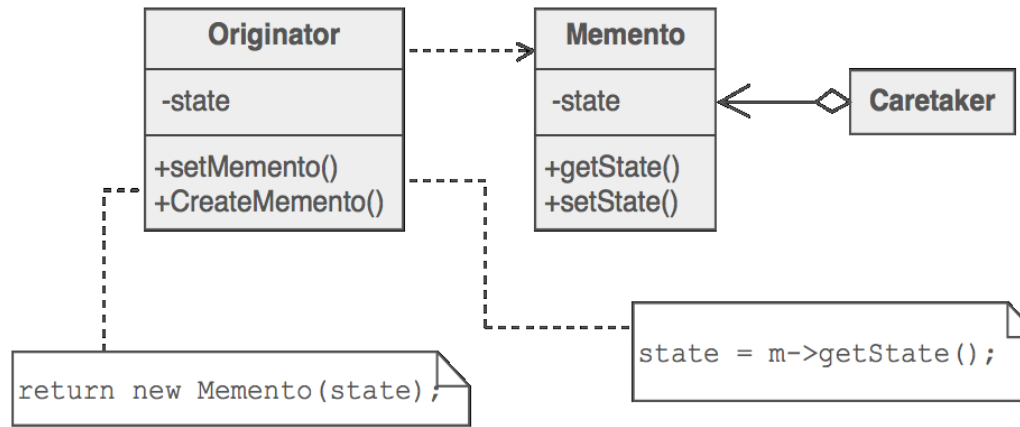 Originator
-state
+setMemento()
+CreateMemento()
Memento
-state
+getState()
+setState()
Caretaker
return new Memento(state);
state = m->getState();